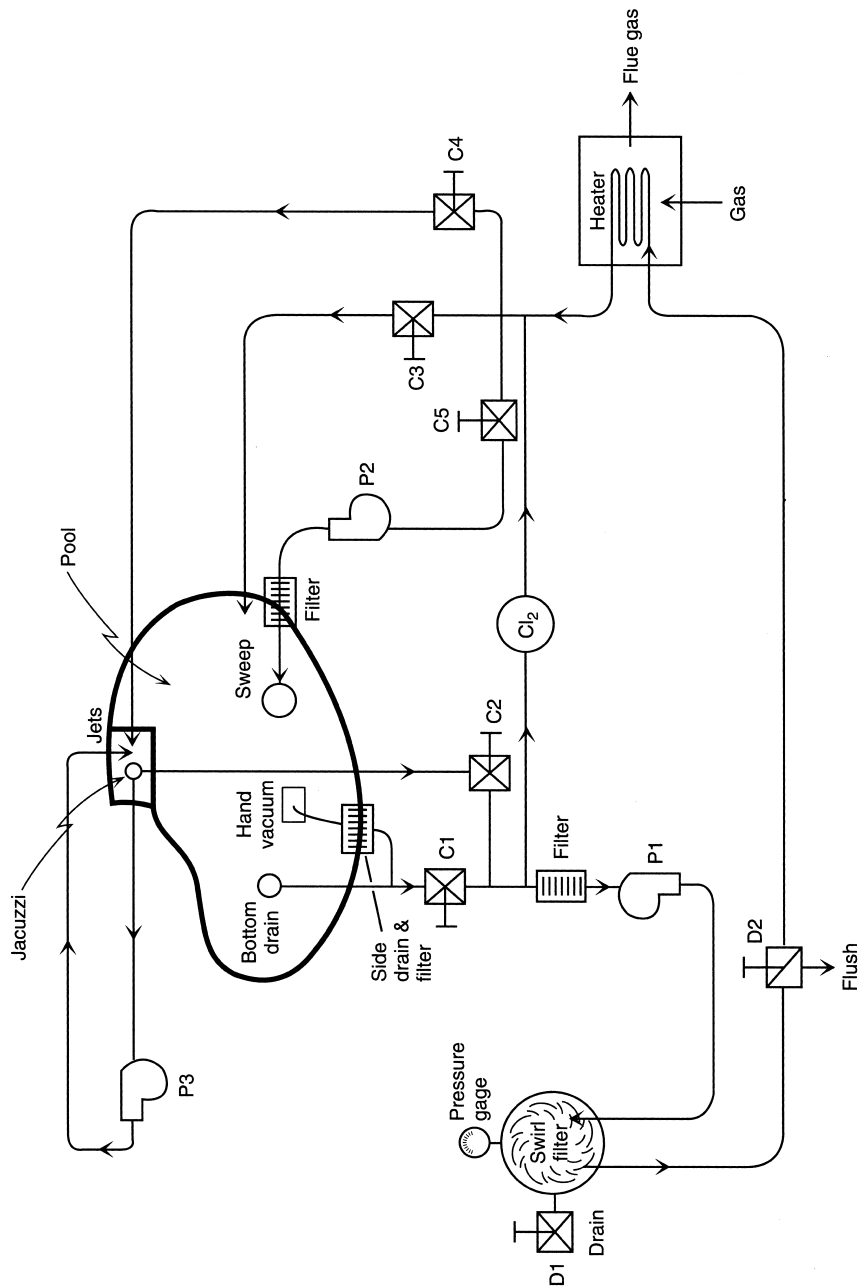 Flue gas
Heater
Gas
C4
C3
C5
P2
Pool
Filter
Sweep
Cl₂
Jets
C2
Hand
vacuum
C1
Filter
P1
Jacuzzi
Bottom
drain
Side
drain &
filter
D2
Flush
P3
Pressure
gage
Swirl
filter
Drain
D1